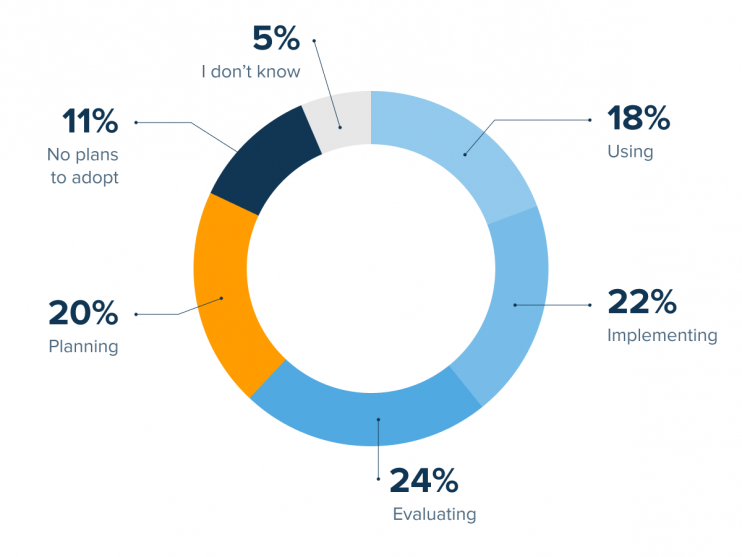 5%
I don't know
18%
Using
11%
No plans
to adopt
22%
Implementing
20%
Planning
24%
Evaluating